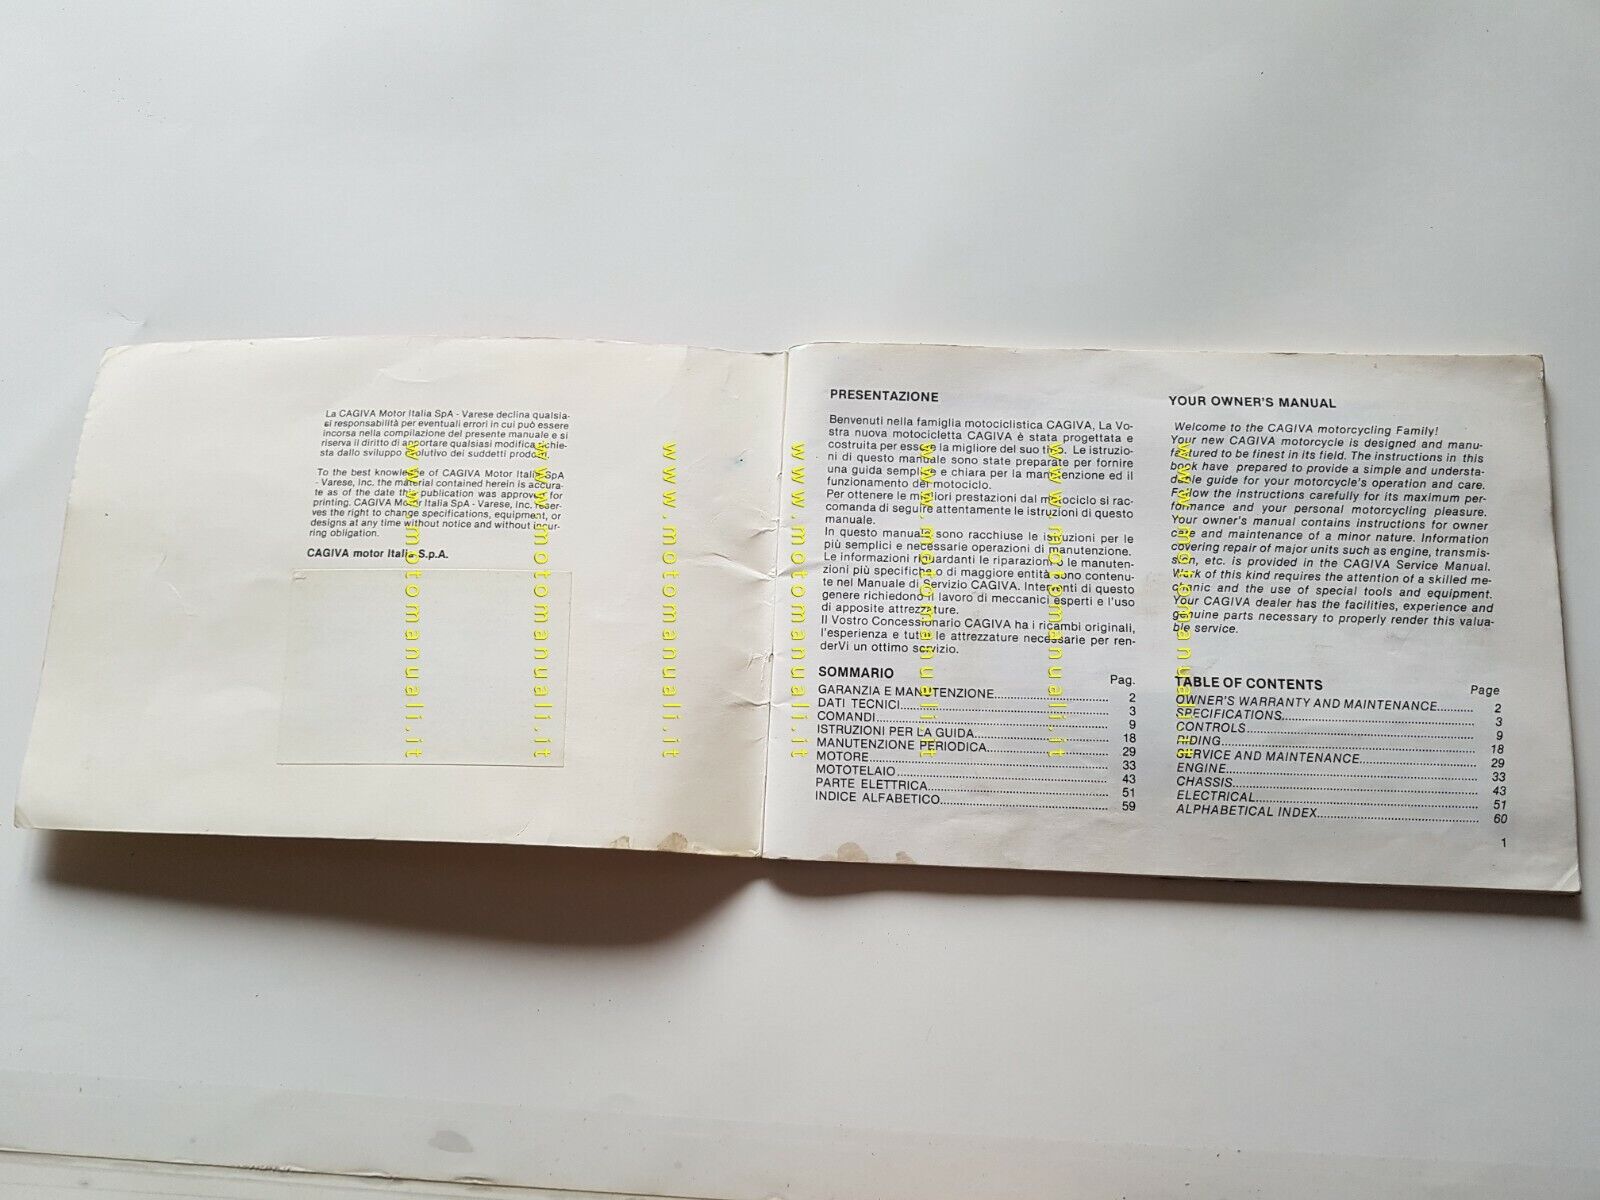 La CAGIVA Motor Italia SpA - Varese declina qualsia-
si responsabilità per eventuali errori in cui può essere
incorsa nella compilazione del presente manuale e si
riserva il diritto di apportare qualsiasi modifica richie-
sta dallo sviluppo evolutivo dei suddetti prodotti.
To the best knowledge of CAGIVA Motor Italia SpA
- Varese, Inc. the material contained herein is accura-
te as of the date this publication was approved for
printing. CAGIVA Motor Italia SpA - Varese, Inc. reser-
ves the right to change specifications, equipment, or
designs at any time without notice and without incur-
ring obligation.
CAGIVA motor Italia S.p.A.
PRESENTAZIONE
Benvenuti nella famiglia motociclistica CAGIVA, La Vo-
stra nuova motocicletta CAGIVA è stata progettata e
costruita per essere la migliore del suo tipo. Le istruzio-
ni di questo manuale sono state preparate per fornire
una guida semplice e chiara per la manutenzione ed il
funzionamento del motociclo.
Per ottenere le migliori prestazioni dal motociclo si rac-
comanda di seguire attentamente le istruzioni di questo
manuale.
In questo manuale sono racchiuse le istruzioni per le
più semplici e necessarie operazioni di manutenzione.
Le informazioni riguardanti le riparazioni o le manuten-
zioni più specifiche o di maggiore entità sono contenu-
te nel Manuale di Servizio CAGIVA. Interventi di questo
genere richiedono il lavoro di meccanici esperti e l'uso
di apposite attrezzature.
Il Vostro Concessionario CAGIVA ha i ricambi originali,
l'esperienza e tutte le attrezzature necessarie per ren-
derVi un ottimo servizio.
SOMMARIO Pag.
GARANZIA E MANUTENZIONE 2
DATI TECNICI 3
COMANDI 9
ISTRUZIONI PER LA GUIDA 18
MANUTENZIONE PERIODICA 29
MOTORE 33
MOTOTELAIO 43
PARTE ELETTRICA 51
INDICE ALFABETICO 59
YOUR OWNER'S MANUAL
Welcome to the CAGIVA motorcycling Family!
Your new CAGIVA motorcycle is designed and manu-
factured to be finest in its field. The instructions in this
book have prepared to provide a simple and understa-
dable guide for your motorcycle's operation and care.
Follow the instructions carefully for its maximum per-
formance and your personal motorcycling pleasure.
Your owner's manual contains instructions for owner
care and maintenance of a minor nature. Information
covering repair of major units such as engine, transmis-
sion, etc. is provided in the CAGIVA Service Manual.
Work of this kind requires the attention of a skilled me-
chanic and the use of special tools and equipment.
Your CAGIVA dealer has the facilities, experience and
genuine parts necessary to properly render this valua-
ble service.
TABLE OF CONTENTS Page
OWNER'S WARRANTY AND MAINTENANCE 2
SPECIFICATIONS 3
CONTROLS 9
RIDING 18
SERVICE AND MAINTENANCE 29
ENGINE 33
CHASSIS 43
ELECTRICAL 51
ALPHABETICAL INDEX 60
1
www.motomanuali.it
www.motomanuali.it
www.motomanuali.it
www.motomanuali.it
www.motomanuali.it
www.motomanuali.it
www.motomanuali.it